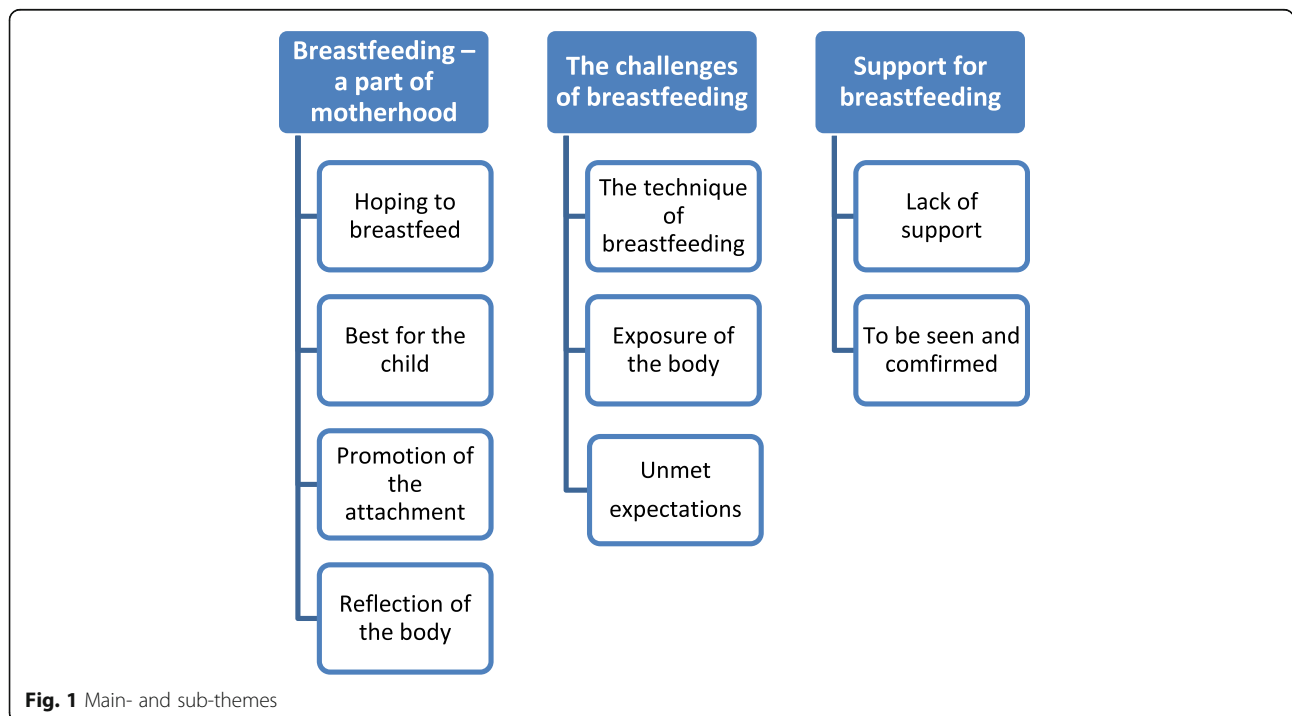 Breastfeeding –
a part of
motherhood
Hoping to
breastfeed
Best for the
child
Promotion of
the
attachment
Reflection of
the body
The challenges
of breastfeeding
The technique
of
breastfeeding
Exposure of
the body
Unmet
expectations
Support for
breastfeeding
Lack of
support
To be seen and
comfirmed
Fig. 1 Main- and sub-themes